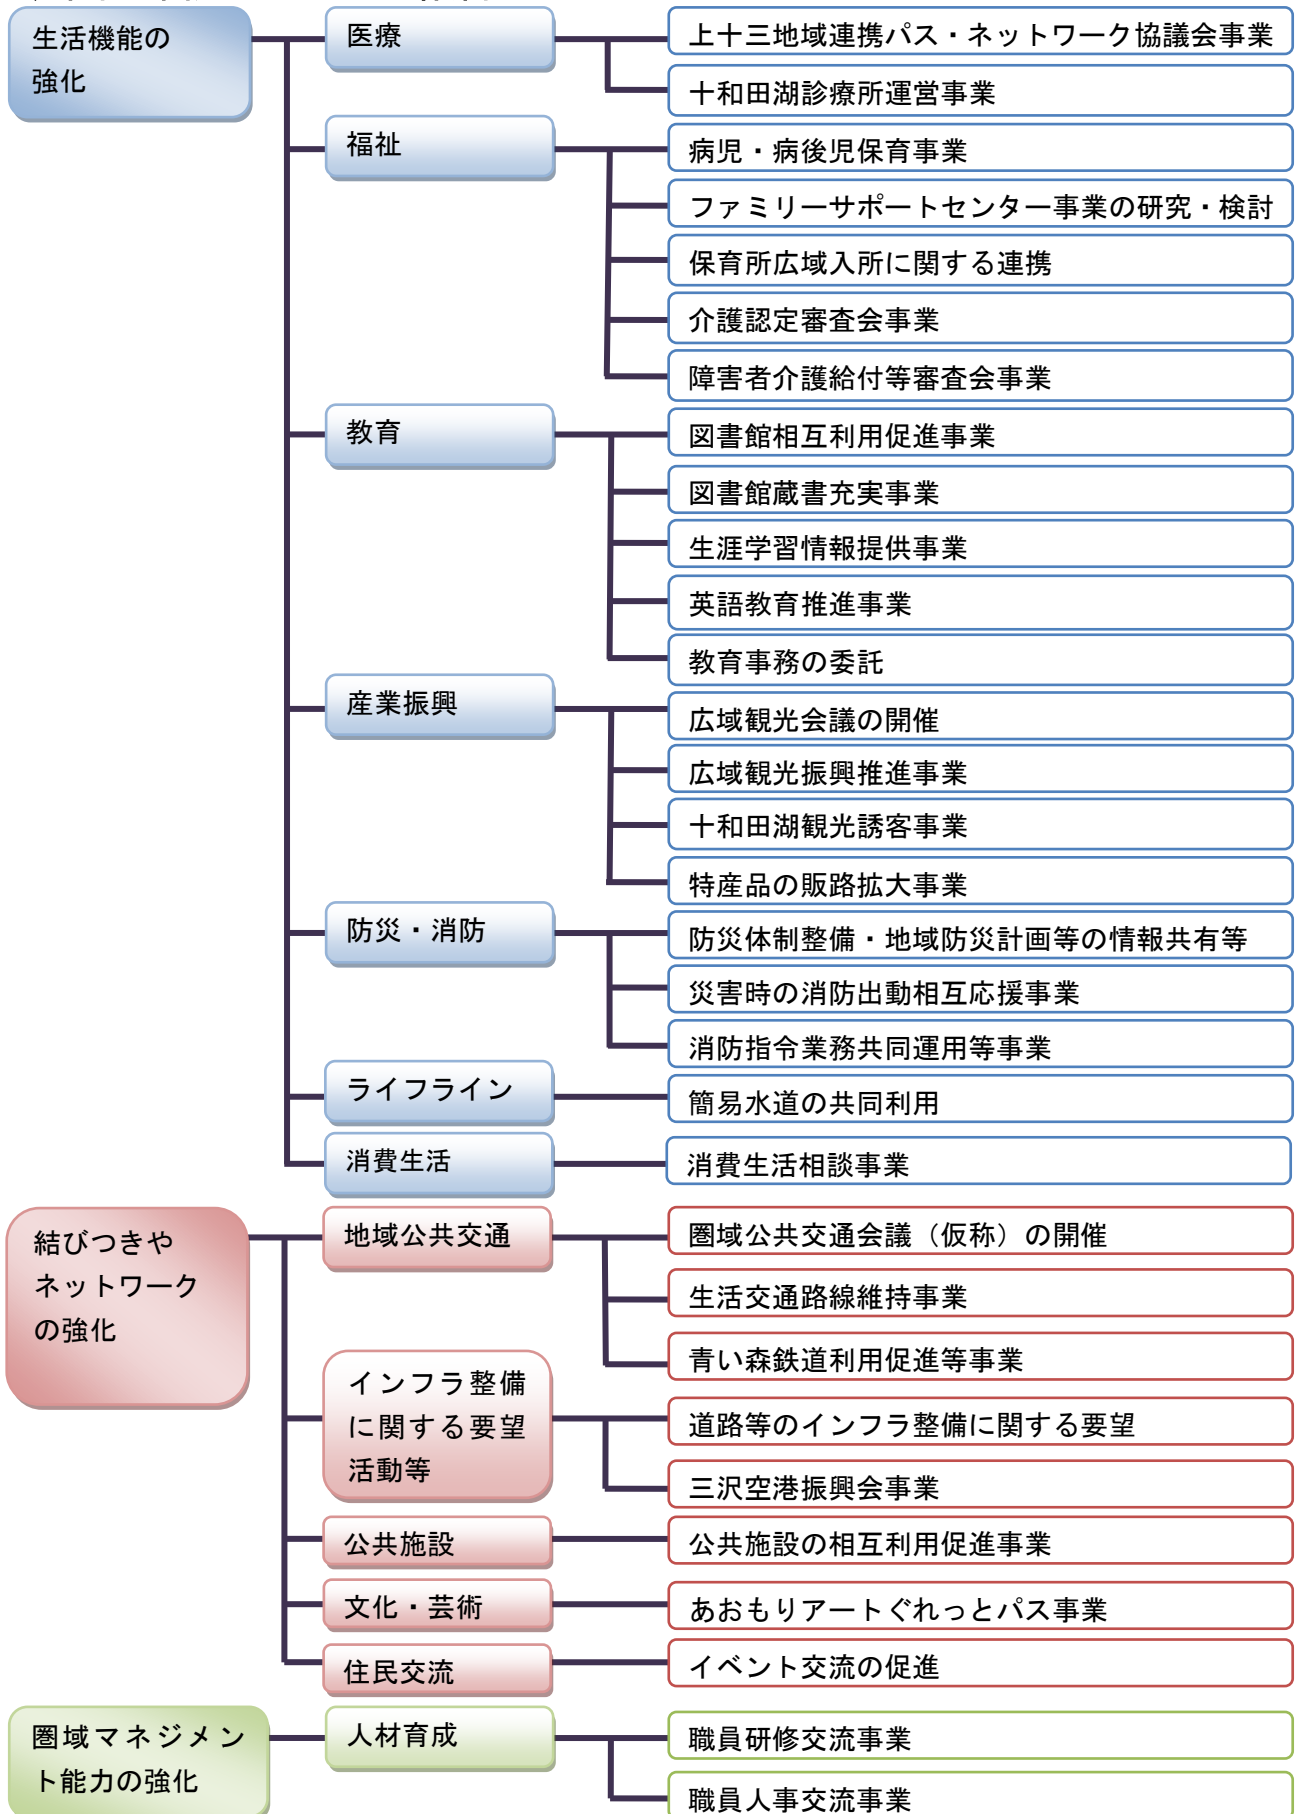 生活機能の
強化
医療
上十三地域連携パス・ネットワーク協議会事業
十和田湖診療所運営事業
福祉
病児・病後児保育事業
ファミリーサポートセンター事業の研究・検討
保育所広域入所に関する連携
介護認定審査会事業
障害者介護給付等審査会事業
教育
図書館相互利用促進事業
図書館蔵書充実事業
生涯学習情報提供事業
英語教育推進事業
教育事務の委託
産業振興
広域観光会議の開催
広域観光振興推進事業
十和田湖観光誘客事業
特産品の販路拡大事業
防災・消防
防災体制整備・地域防災計画等の情報共有等
災害時の消防出動相互応援事業
消防指令業務共同運用等事業
ライフライン
簡易水道の共同利用
消費生活
消費生活相談事業
結びつきや
ネットワーク
の強化
地域公共交通
圏域公共交通会議（仮称）の開催
生活交通路線維持事業
青い森鉄道利用促進等事業
インフラ整備
に関する要望
活動等
道路等のインフラ整備に関する要望
三沢空港振興会事業
公共施設
公共施設の相互利用促進事業
文化・芸術
あおもりアートぐれっとパス事業
住民交流
イベント交流の促進
圏域マネジメン
ト能力の強化
人材育成
職員研修交流事業
職員人事交流事業